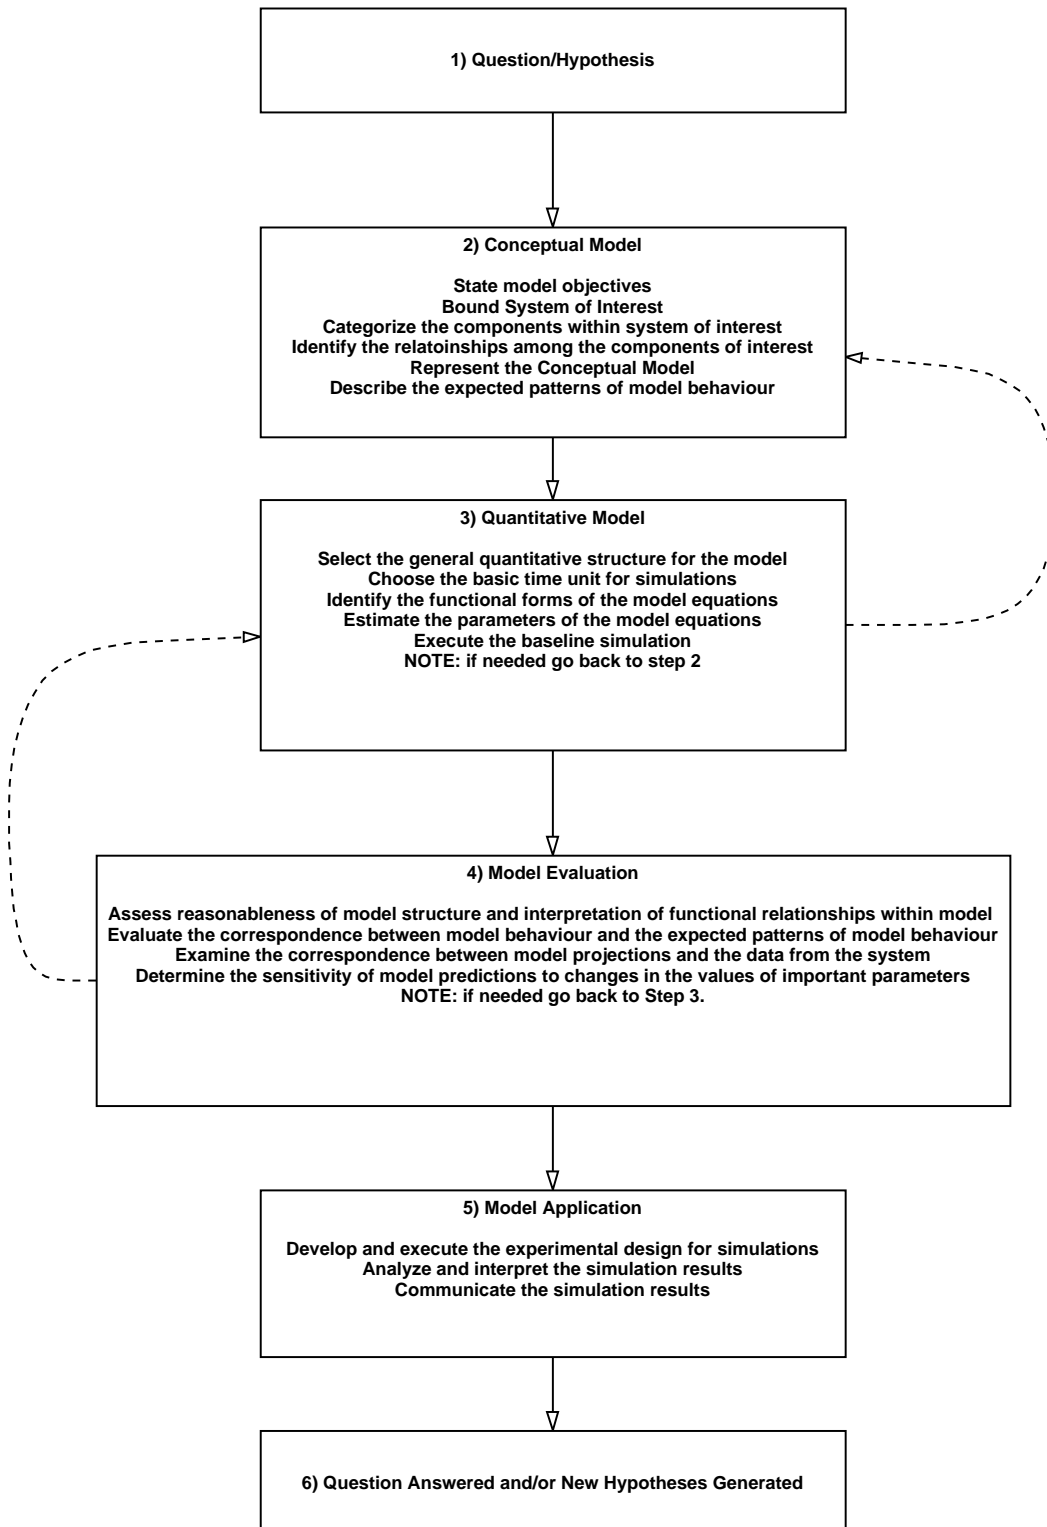 1) Question/Hypothesis
2) Conceptual Model
State model objectives
Bound System of Interest
Categorize the components within system of interest
Identify the relatoinships among the components of interest
Represent the Conceptual Model
Describe the expected patterns of model behaviour
3) Quantitative Model
Select the general quantitative structure for the model
Choose the basic time unit for simulations
Identify the functional forms of the model equations
Estimate the parameters of the model equations
Execute the baseline simulation
NOTE: if needed go back to step 2
4) Model Evaluation
Assess reasonableness of model structure and interpretation of functional relationships within model
Evaluate the correspondence between model behaviour and the expected patterns of model behaviour
Examine the correspondence between model projections and the data from the system
Determine the sensitivity of model predictions to changes in the values of important parameters
NOTE: if needed go back to Step 3.
5) Model Application
Develop and execute the experimental design for simulations
Analyze and interpret the simulation results
Communicate the simulation results
6) Question Answered and/or New Hypotheses Generated